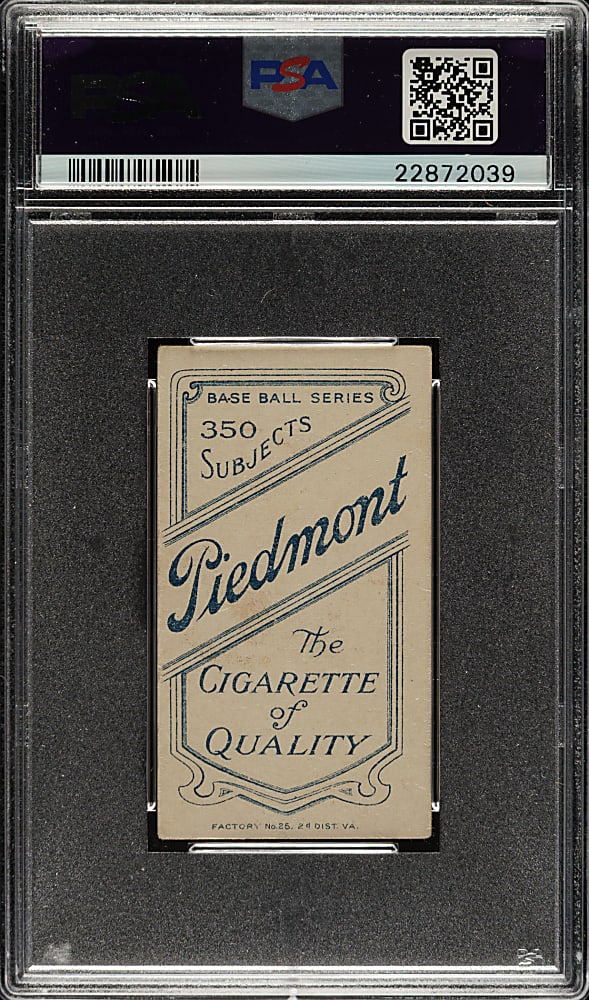 PSA
22872039
BASE BALL SERIES
350
SUBJECTS
Piedmont
The
CIGARETTE
of
QUALITY
FACTORY No. 25. 2d DIST. VA.